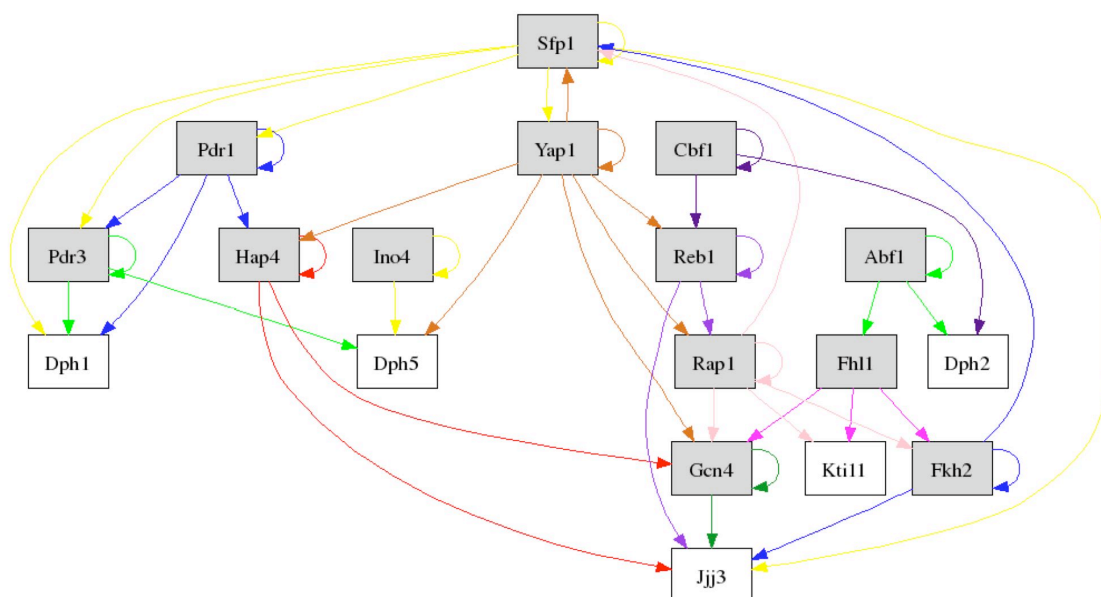 Sfp1
Pdr1
Yap1
Cbf1
Pdr3
Hap4
Ino4
Reb1
Abf1
Dph1
Dph5
Rap1
Fhl1
Dph2
Gcn4
Kti11
Fkh2
Jjj3